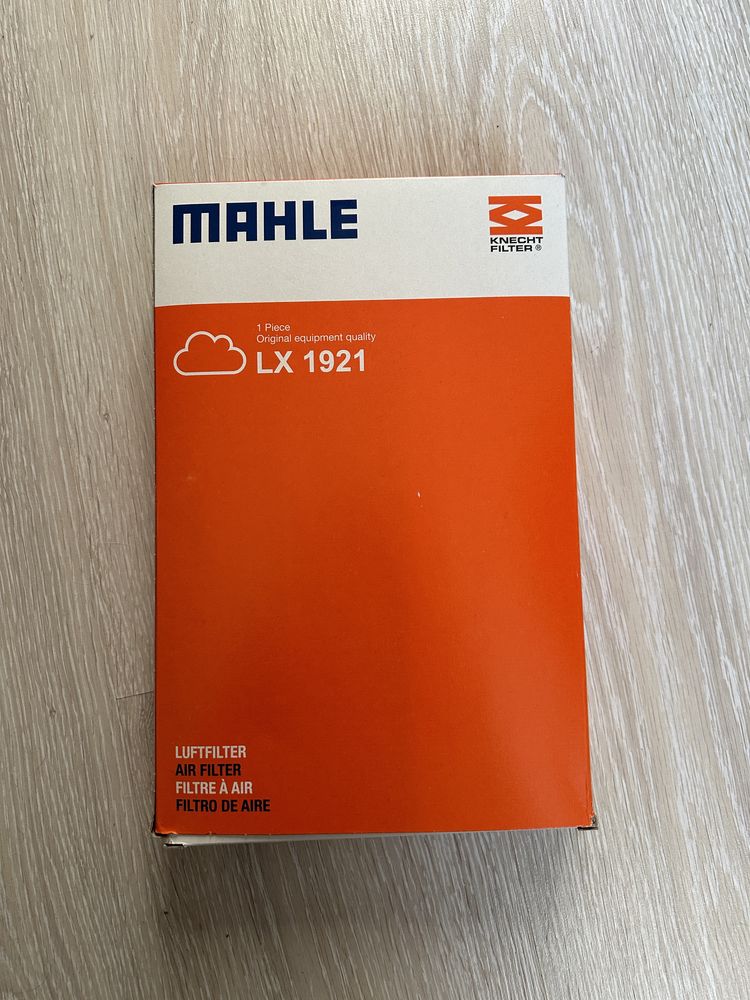 MAHLE
KNECHT
FILTER®
1 Piece
Original equipment quality
LX 1921
LUFTFILTER
AIR FILTER
FILTRE À AIR
FILTRO DE AIRE